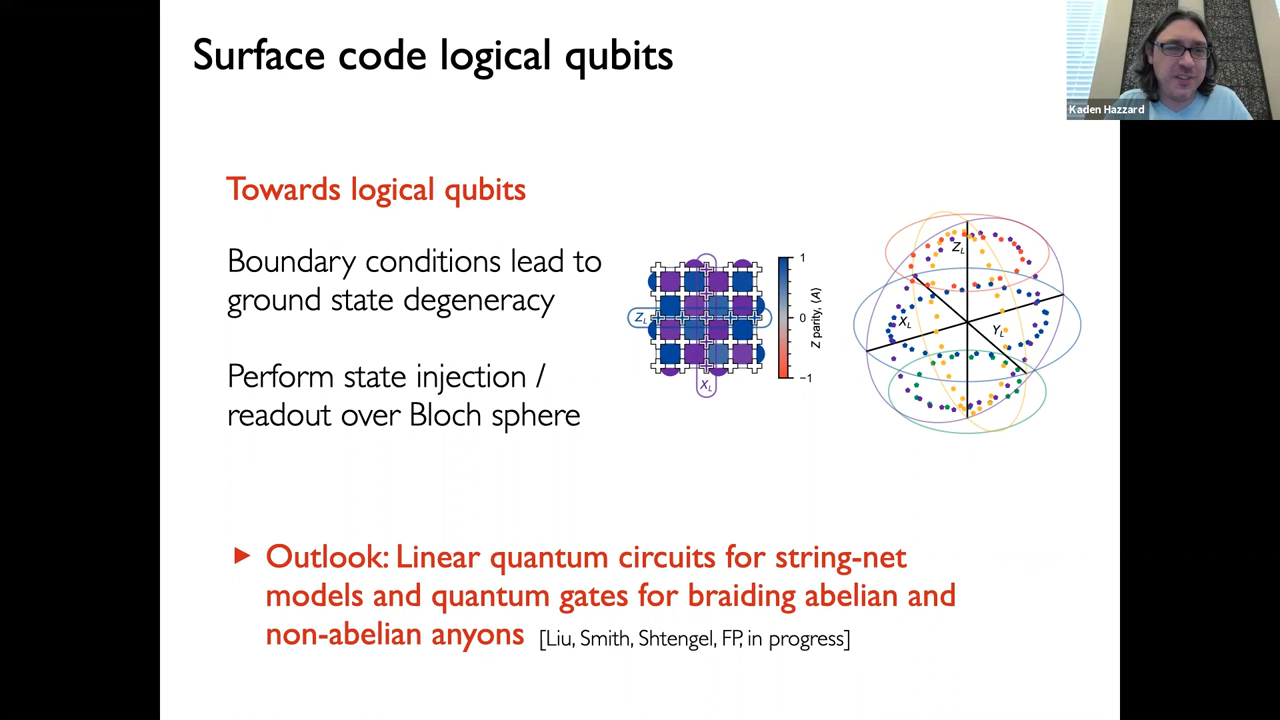 Surface code logical qubits
Kaden Hazzard
Towards logical qubits
Boundary conditions lead to
ground state degeneracy
Perform state injection /
readout over Bloch sphere
Z_L
X_L
1
0
−1
Z parity, ⟨A⟩
Z_L
X_L
Y_L
► Outlook: Linear quantum circuits for string-net
models and quantum gates for braiding abelian and
non-abelian anyons [Liu, Smith, Shtengel, FP, in progress]